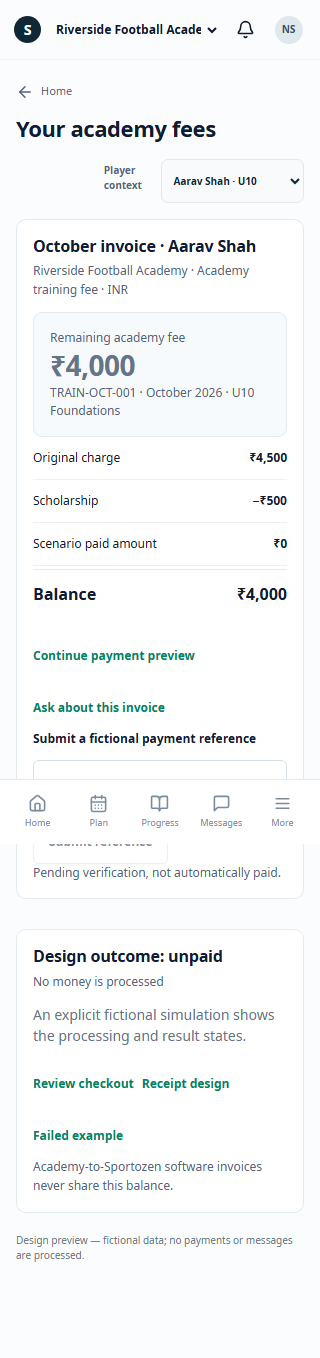 S
Riverside Football Acade
NS
Home
Your academy fees
Player
context
Aarav Shah · U10
October invoice · Aarav Shah
Riverside Football Academy · Academy
training fee · INR
Remaining academy fee
₹4,000
TRAIN-OCT-001 · October 2026 · U10
Foundations
Original charge ₹4,500
Scholarship –₹500
Scenario paid amount ₹0
Balance ₹4,000
Continue payment preview
Ask about this invoice
Submit a fictional payment reference
Home Plan Progress Messages More
Submit reference
Pending verification, not automatically paid.
Design outcome: unpaid
No money is processed
An explicit fictional simulation shows
the processing and result states.
Review checkout Receipt design
Failed example
Academy-to-Sportozen software invoices
never share this balance.
Design preview — fictional data; no payments or messages
are processed.